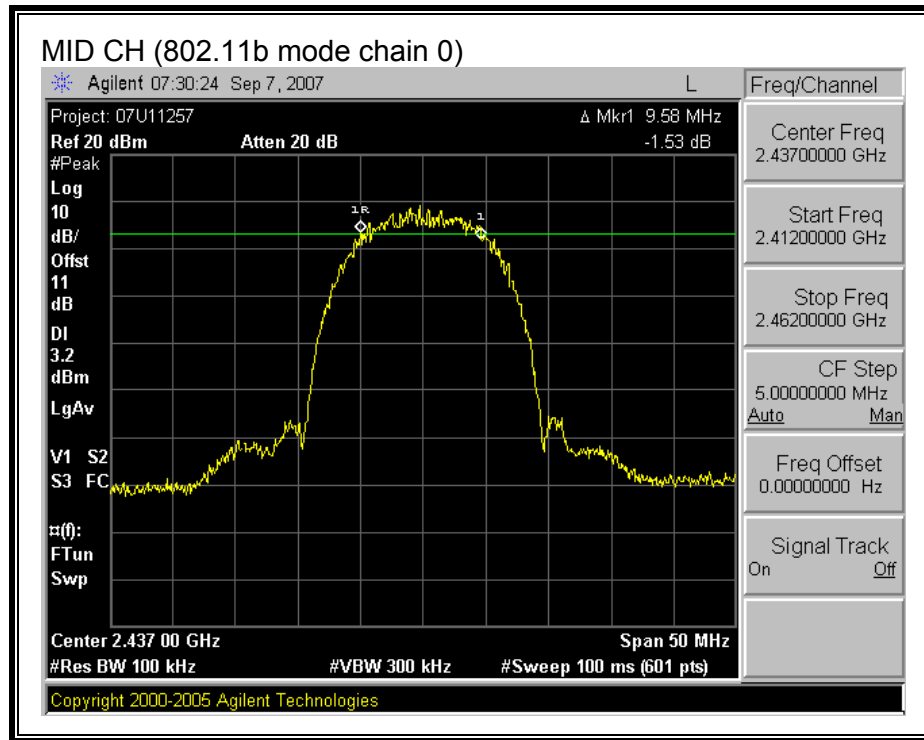 MID CH (802.11b mode chain 0)
Agilent 07:30:24 Sep 7, 2007 L
Project: 07U11257 Δ Mkr1 9.58 MHz
Ref 20 dBm Atten 20 dB -1.53 dB
#Peak
Log
10
dB/
Offst
11
dB
DI
3.2
dBm
LgAv
V1 S2
S3 FC
¤(f):
FTun
Swp
1R
1
Center 2.437 00 GHz Span 50 MHz
#Res BW 100 kHz #VBW 300 kHz #Sweep 100 ms (601 pts)
Copyright 2000-2005 Agilent Technologies
Freq/Channel
Center Freq
2.43700000 GHz
Start Freq
2.41200000 GHz
Stop Freq
2.46200000 GHz
CF Step
5.00000000 MHz
Auto Man
Freq Offset
0.00000000 Hz
Signal Track
On Off